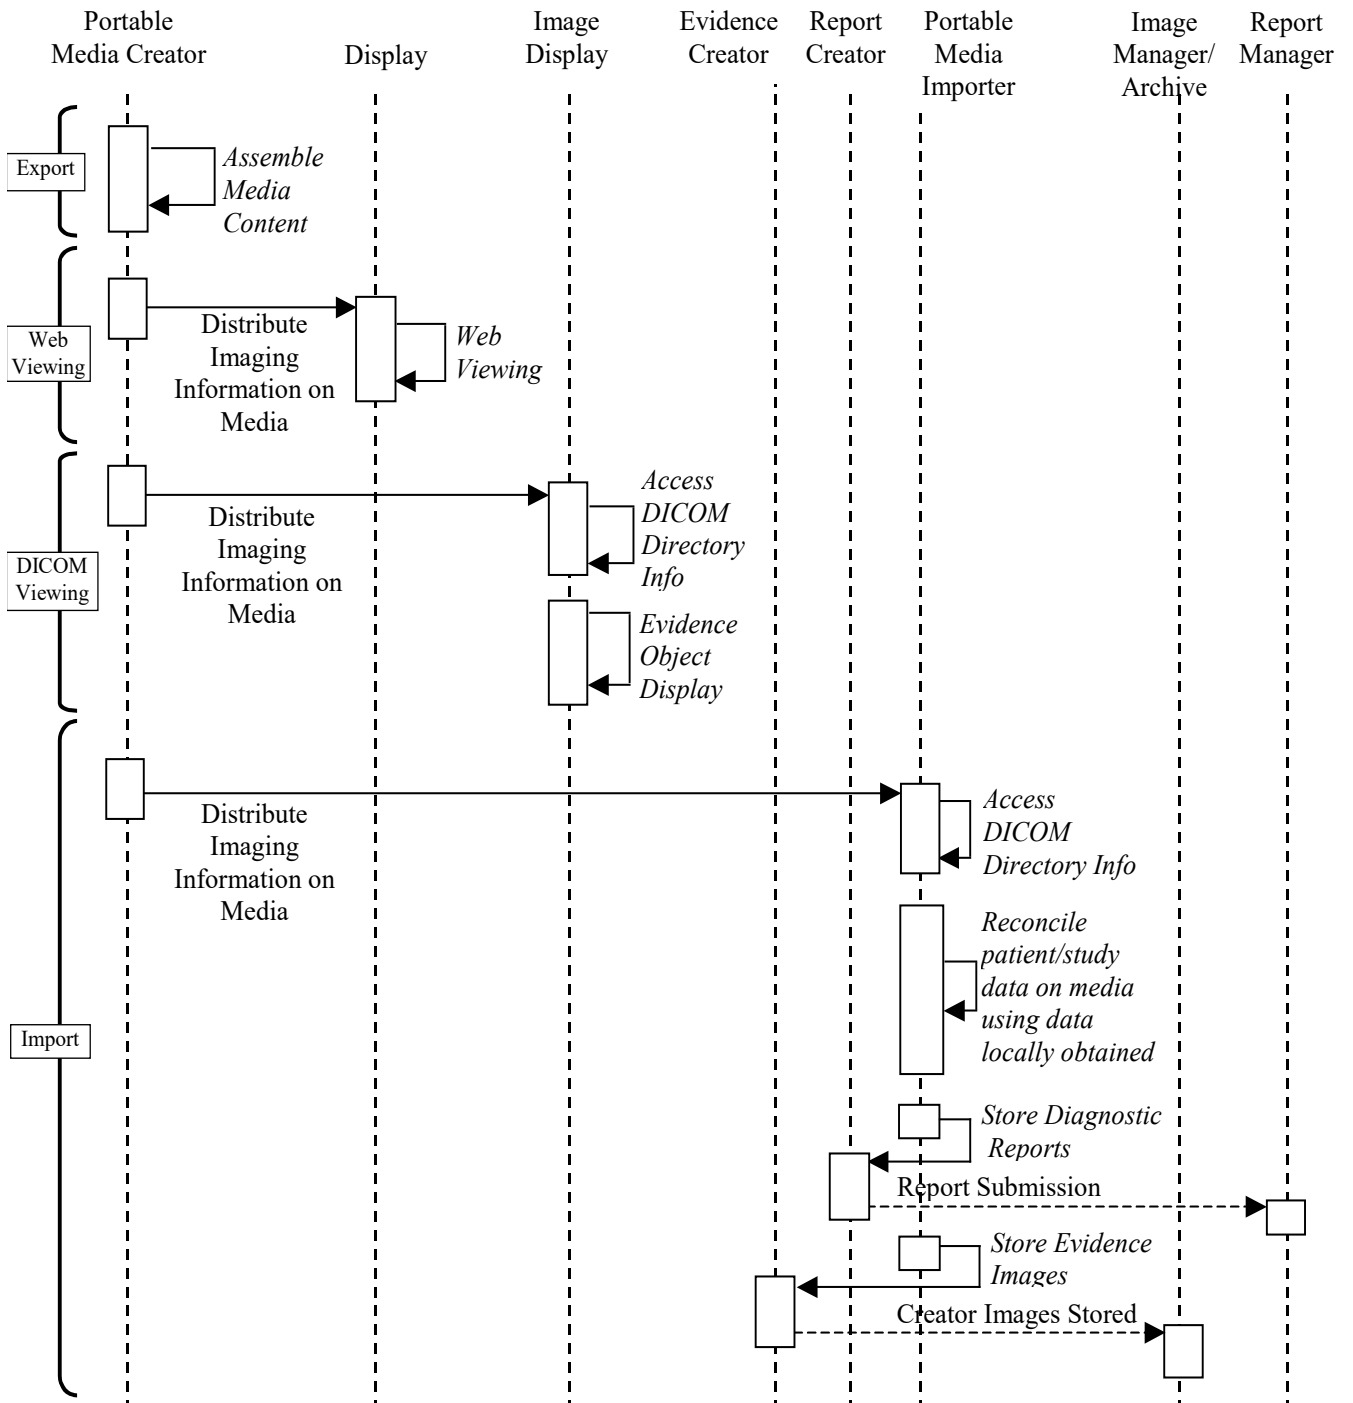 Portable
Media Creator
Display
Image
Display
Evidence
Creator
Report
Creator
Portable
Media
Importer
Image
Manager/
Archive
Report
Manager
Export
Assemble
Media
Content
Web
Viewing
Distribute
Imaging
Information on
Media
Web
Viewing
DICOM
Viewing
Distribute
Imaging
Information on
Media
Access
DICOM
Directory
Info
Evidence
Object
Display
Import
Distribute
Imaging
Information on
Media
Access
DICOM
Directory Info
Reconcile
patient/study
data on media
using data
locally obtained
Store Diagnostic
Reports
Report Submission
Store Evidence
Images
Creator Images Stored